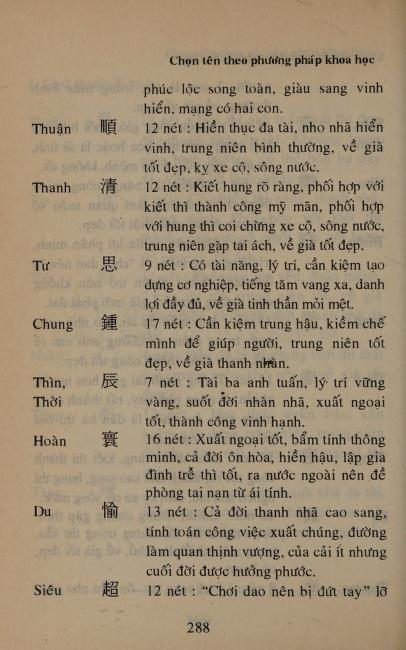 Chọn tên theo phương pháp khoa học
phúc lộc song toàn, giàu sang vinh
hiển, mạng có hai con.
Thuận 順 12 nét : Hiền thục đa tài, nho nhã hiển
vinh, trung niên bình thường, về già
tốt đẹp, kỵ xe cộ, sông nước.
Thanh 清 12 nét : Kiết hung rõ ràng, phối hợp với
kiết thì thành công mỹ mãn, phối hợp
với hung thì coi chừng xe cộ, sông nước,
trung niên gặp tai ách, về già tốt đẹp.
Tư 思 9 nét : Có tài năng, lý trí, cần kiệm tạo
dựng cơ nghiệp, tiếng tăm vang xa, danh
lợi đầy đủ, về già tinh thần mỏi mệt.
Chung 鍾 17 nét : Cần kiệm trung hậu, kiềm chế
mình để giúp người, trung niên tốt
đẹp, về già thanh nhàn.
Thìn, 辰 7 nét : Tài ba anh tuấn, lý trí vững
Thời vàng, suốt đời nhàn nhã, xuất ngoại
tốt, thành công vinh hạnh.
Hoàn 寰 16 nét : Xuất ngoại tốt, bẩm tính thông
minh, cả đời ôn hòa, hiền hậu, lập gia
đình trễ thì tốt, ra nước ngoài nên đề
phòng tai nạn từ ái tính.
Du 愉 13 nét : Cả đời thanh nhã cao sang,
tính toán công việc xuất chúng, đường
làm quan thịnh vượng, của cải ít nhưng
cuối đời được hưởng phước.
Siêu 超 12 nét : “Chơi dao nên bị đứt tay” lỡ
288